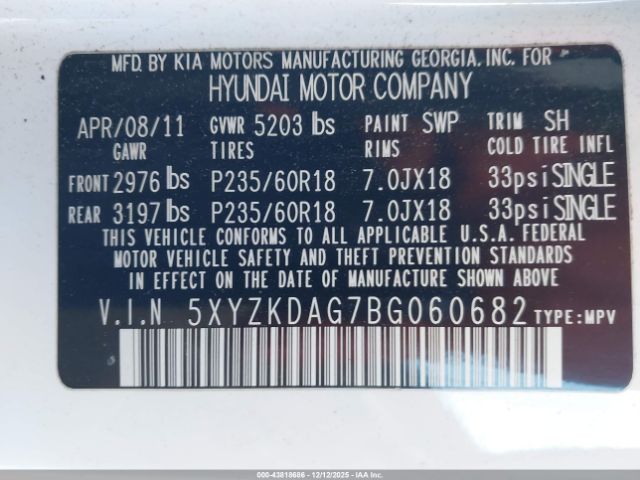 MFD. BY KIA MOTORS MANUFACTURING GEORGIA, INC. FOR
HYUNDAI MOTOR COMPANY
APR/08/11 GVWR 5203 lbs PAINT SWP TRIM SH
GAWR TIRES RIMS COLD TIRE INFL
FRONT 2976 lbs P235/60R18 7.0JX18 33psi SINGLE
REAR 3197 lbs P235/60R18 7.0JX18 33psi SINGLE
THIS VEHICLE CONFORMS TO ALL APPLICABLE U.S.A. FEDERAL
MOTOR VEHICLE SAFETY AND THEFT PREVENTION STANDARDS
IN EFFECT ON THE DATE OF MANUFACTURE SHOWN ABOVE.
V.I.N 5XYZKDAG7BG060682 TYPE:MPV
000-43818686 - 12/12/2025 - IAAI.COM